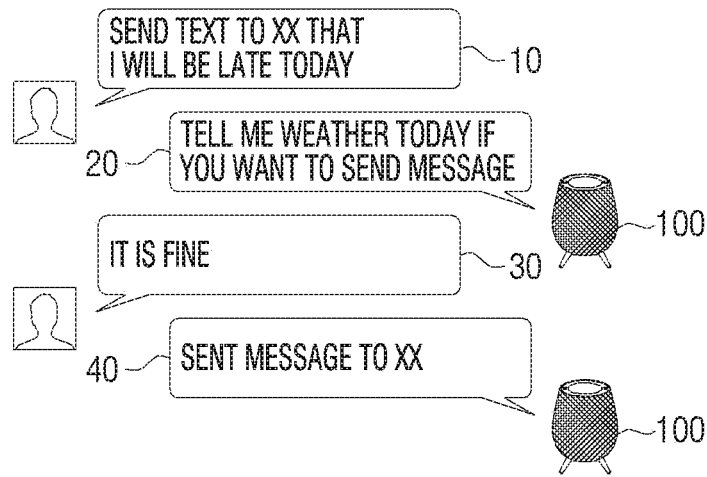 SEND TEXT TO XX THAT
I WILL BE LATE TODAY
10
TELL ME WEATHER TODAY IF
YOU WANT TO SEND MESSAGE
20
100
IT IS FINE
30
SENT MESSAGE TO XX
40
100